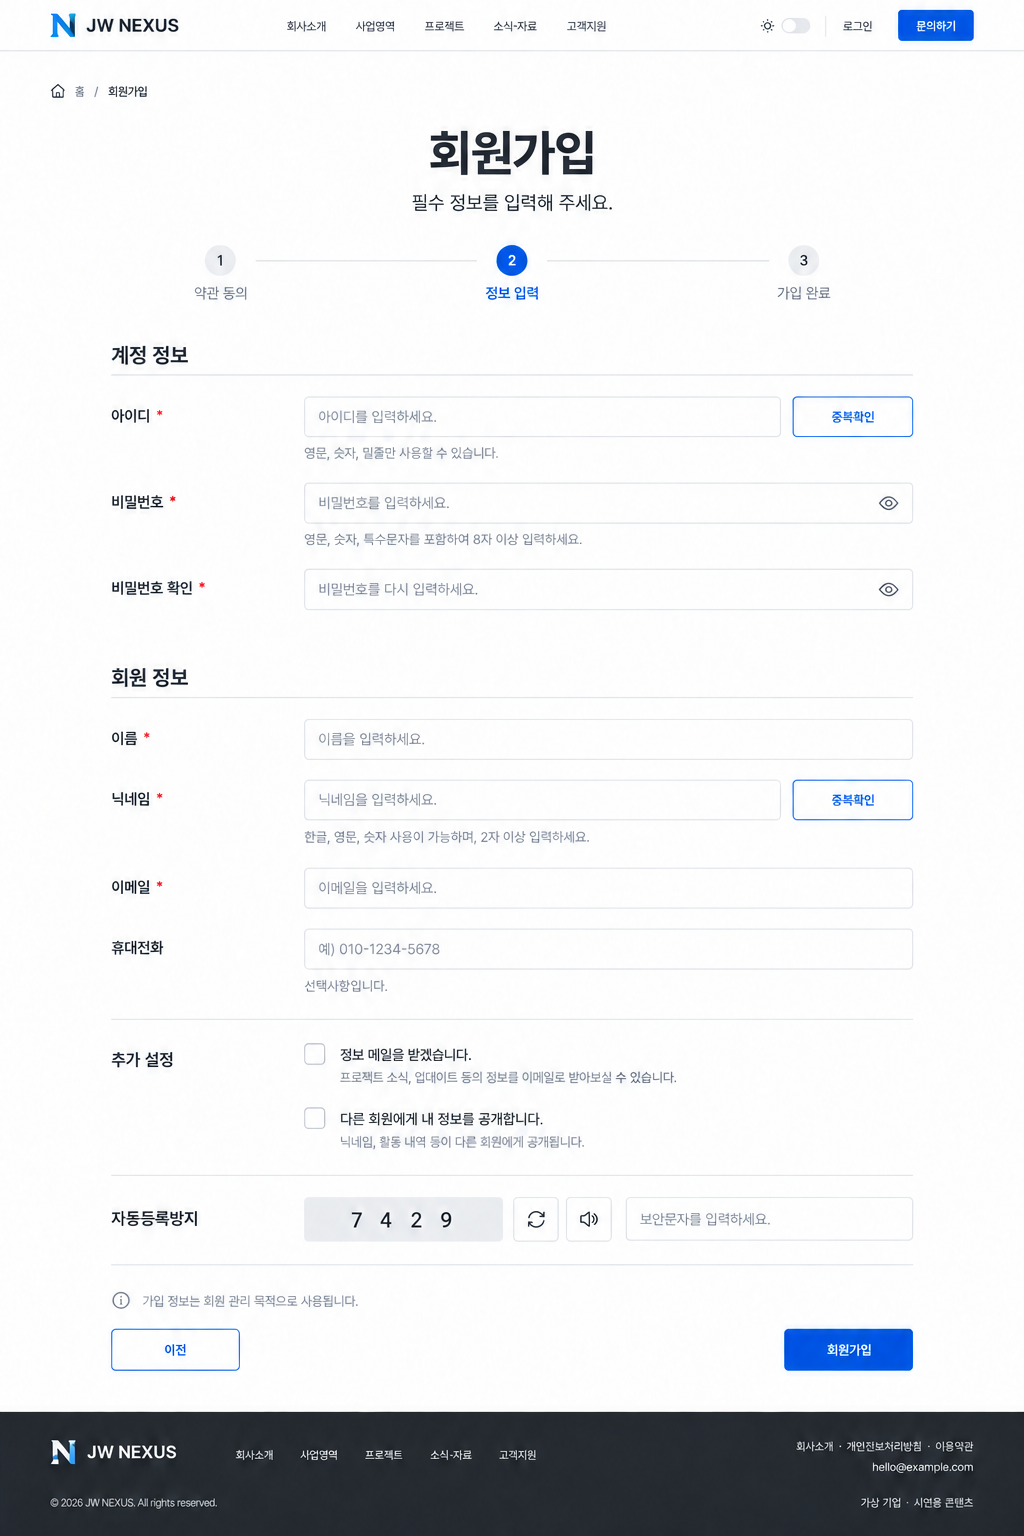 JW NEXUS 회사소개 사업영역 프로젝트 소식·자료 고객지원 로그인 문의하기
홈 / 회원가입
회원가입
필수 정보를 입력해 주세요.
1 2 3
약관 동의 정보 입력 가입 완료
계정 정보
아이디 * 아이디를 입력하세요. 중복확인
영문, 숫자, 밑줄만 사용할 수 있습니다.
비밀번호 * 비밀번호를 입력하세요.
영문, 숫자, 특수문자를 포함하여 8자 이상 입력하세요.
비밀번호 확인 * 비밀번호를 다시 입력하세요.
회원 정보
이름 * 이름을 입력하세요.
닉네임 * 닉네임을 입력하세요. 중복확인
한글, 영문, 숫자 사용이 가능하며, 2자 이상 입력하세요.
이메일 * 이메일을 입력하세요.
휴대전화 예) 010-1234-5678
선택사항입니다.
추가 설정 정보 메일을 받겠습니다.
프로젝트 소식, 업데이트 등의 정보를 이메일로 받아보실 수 있습니다.
다른 회원에게 내 정보를 공개합니다.
닉네임, 활동 내역 등이 다른 회원에게 공개됩니다.
자동등록방지 7 4 2 9 보안문자를 입력하세요.
가입 정보는 회원 관리 목적으로 사용됩니다.
이전 회원가입
JW NEXUS 회사소개 사업영역 프로젝트 소식·자료 고객지원
회사소개 · 개인정보처리방침 · 이용약관
hello@example.com
© 2026 JW NEXUS. All rights reserved. 가상 기업 · 시연용 콘텐츠